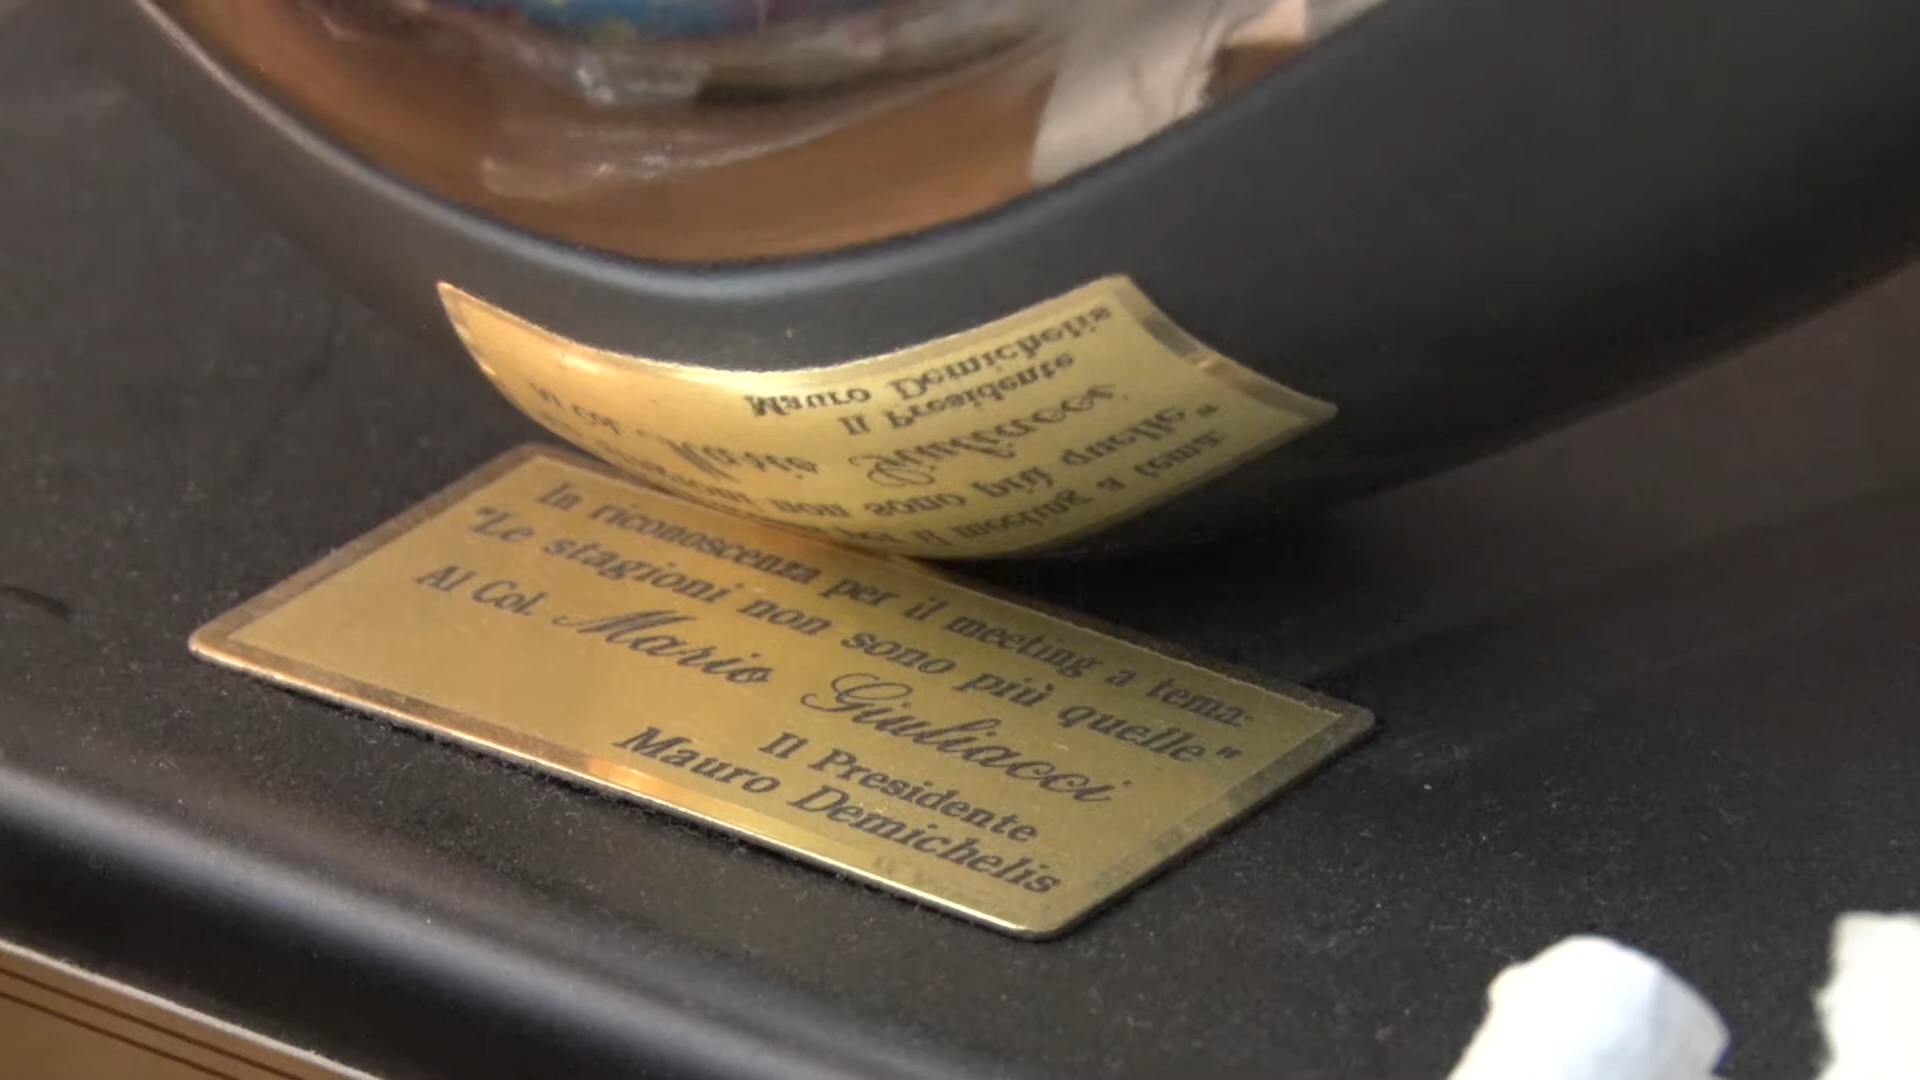 In riconoscenza per il meeting a tema:
"Le stagioni non sono più quelle"
Al Col. Mario Giuliacci
Il Presidente
Mauro Demichelis